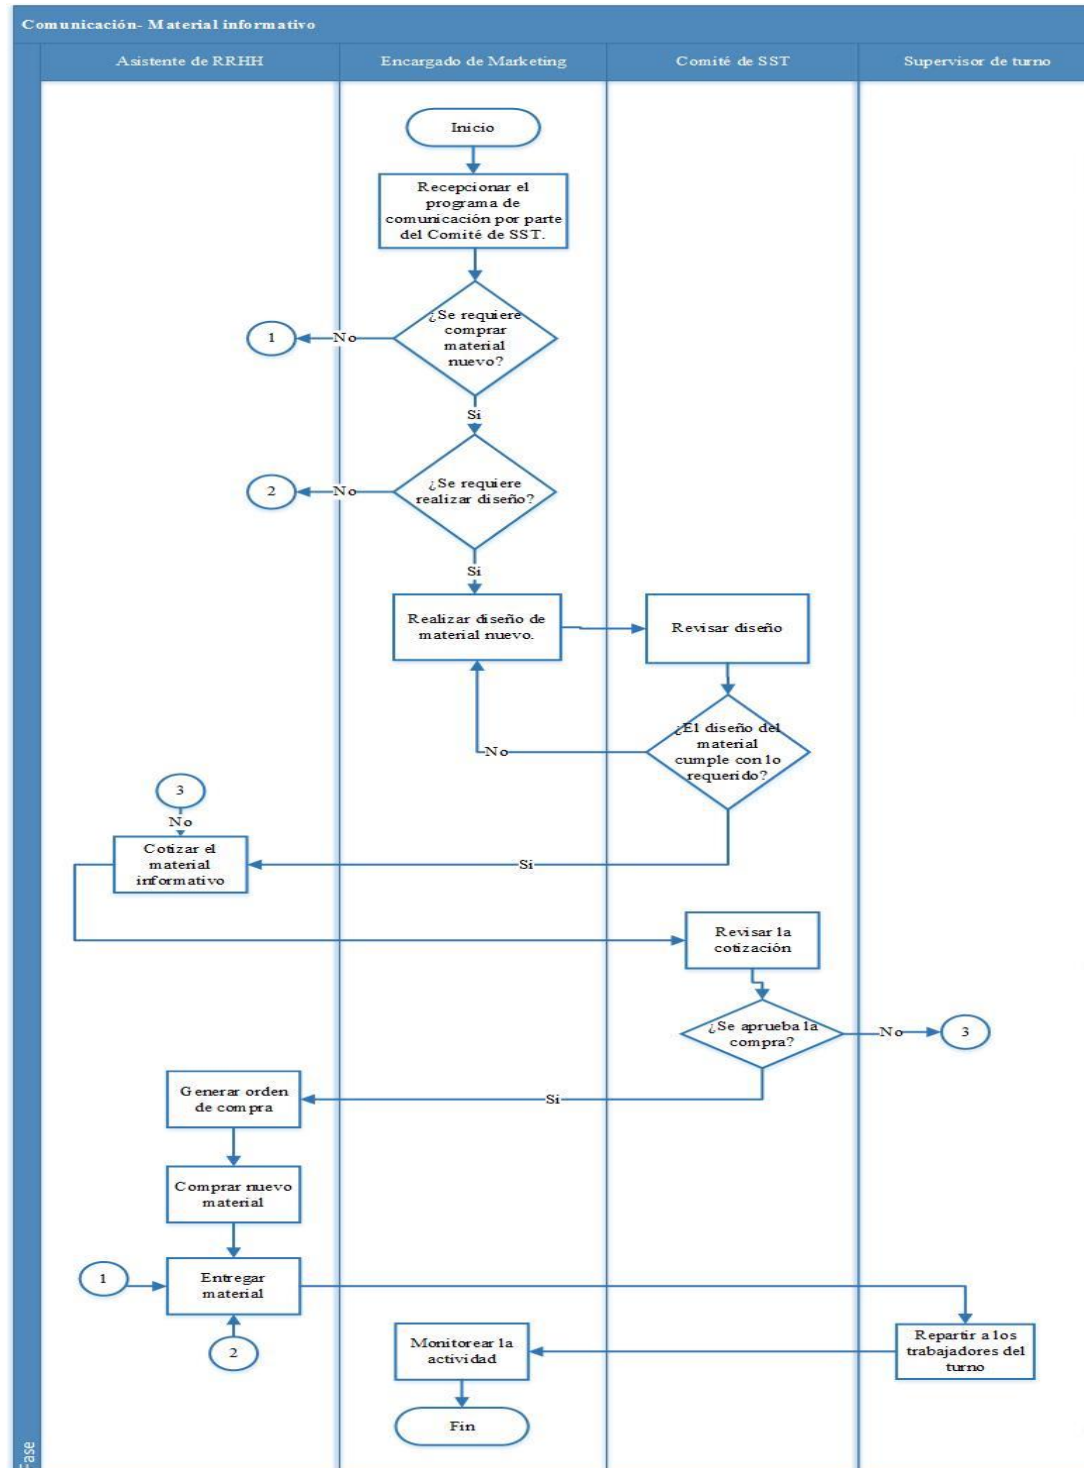 Comunicación- Material informativo
Asistente de RRHH
Encargado de Marketing
Comité de SST
Supervisor de turno
Inicio
Recepcionar el
programa de
comunicación por parte
del Comité de SST.
¿Se requiere
comprar
material
nuevo?
No
1
Si
¿Se requiere
realizar diseño?
No
2
Si
Realizar diseño de
material nuevo.
Revisar diseño
¿El diseño del
material
cumple con lo
requerido?
No
3
No
Cotizar el
material
informativo
Si
Revisar la
cotización
¿Se aprueba la
compra?
No
3
Si
Generar orden
de compra
Comprar nuevo
material
1
Entregar
material
2
Repartir a los
trabajadores del
turno
Monitorear la
actividad
Fin
Fase